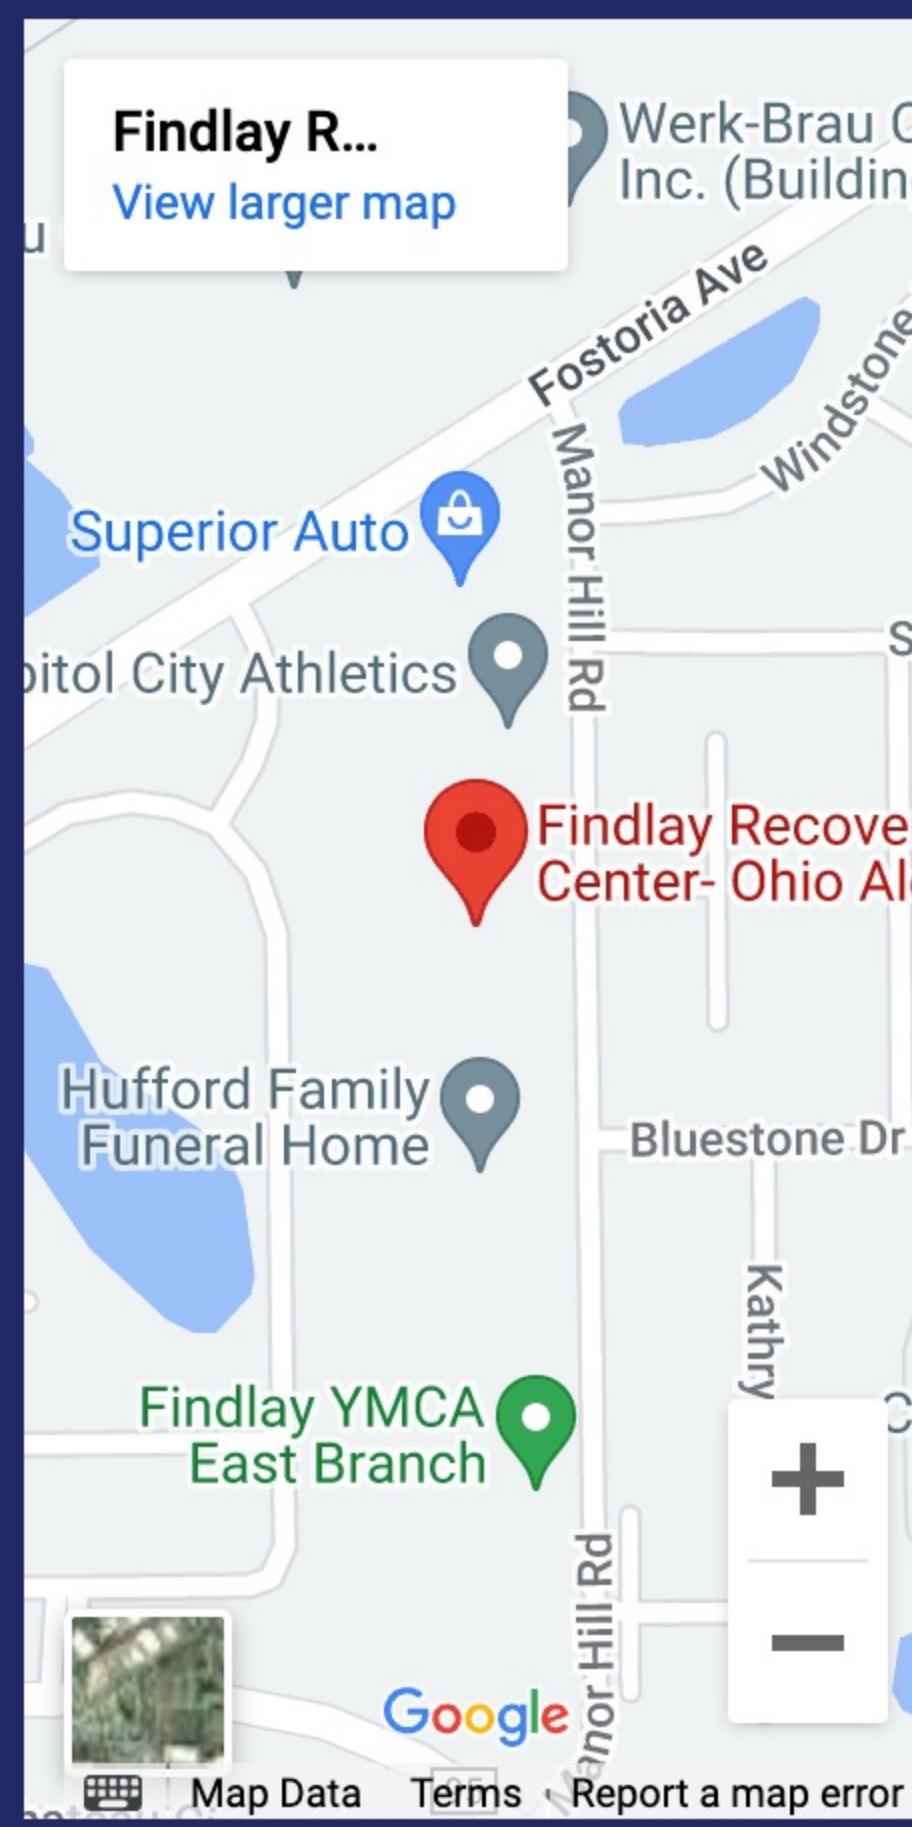 Findlay R...
View larger map
Werk-Brau C
Inc. (Buildin
u
Fostoria Ave
Windstone
Manor Hill Rd
Superior Auto
S
pitol City Athletics
Findlay Recove
Center- Ohio Al
Hufford Family
Funeral Home
Bluestone Dr
Kathry
Findlay YMCA
East Branch
C
Manor Hill Rd
Google
Map Data
Terms
Report a map error